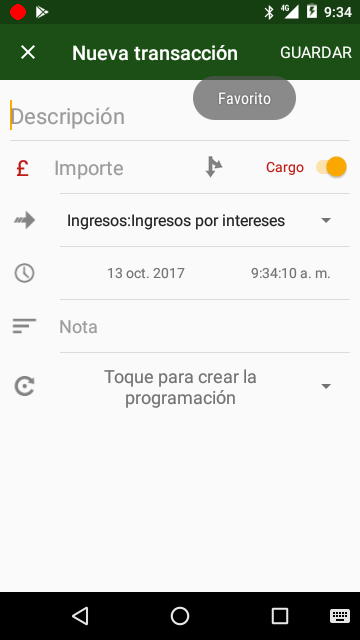 4G 9:34
Nueva transacción GUARDAR
Favorito
Descripción
£ Importe Cargo
Ingresos:Ingresos por intereses
13 oct. 2017 9:34:10 a. m.
Nota
Toque para crear la
programación